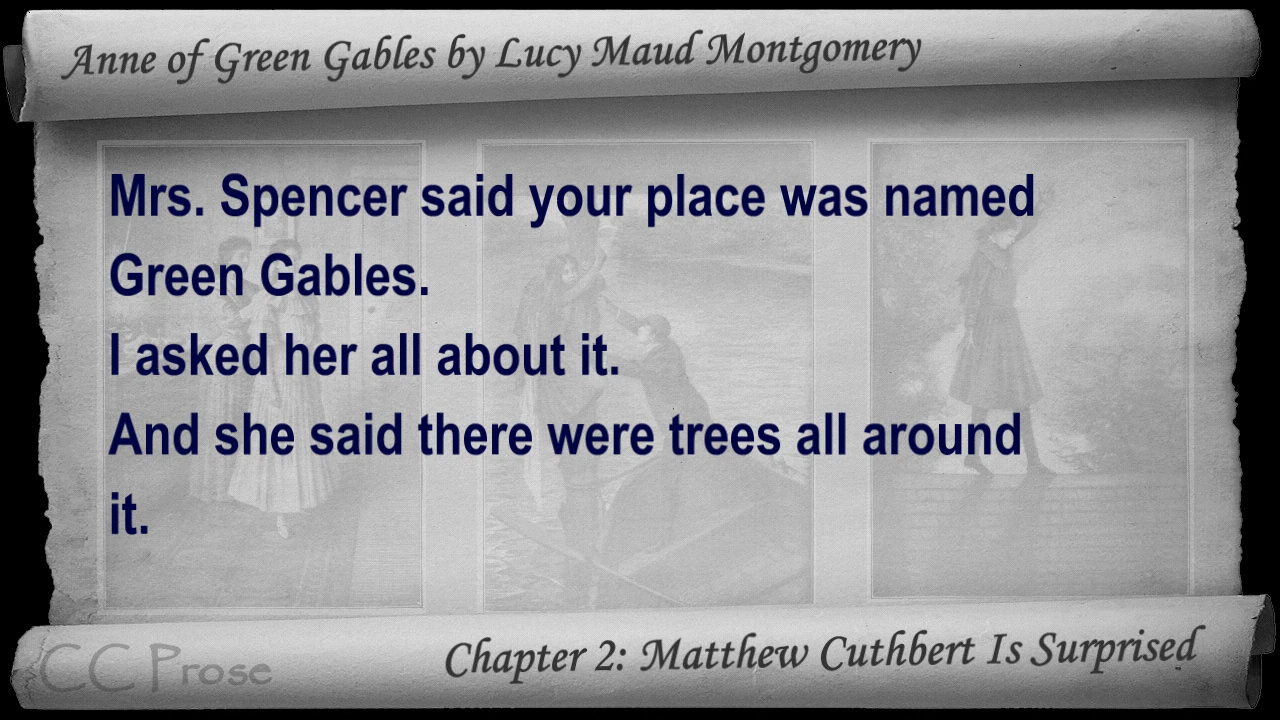 Anne of Green Gables by Lucy Maud Montgomery
Mrs. Spencer said your place was named
Green Gables.
I asked her all about it.
And she said there were trees all around
it.
CC Prose
Chapter 2: Matthew Cuthbert Is Surprised